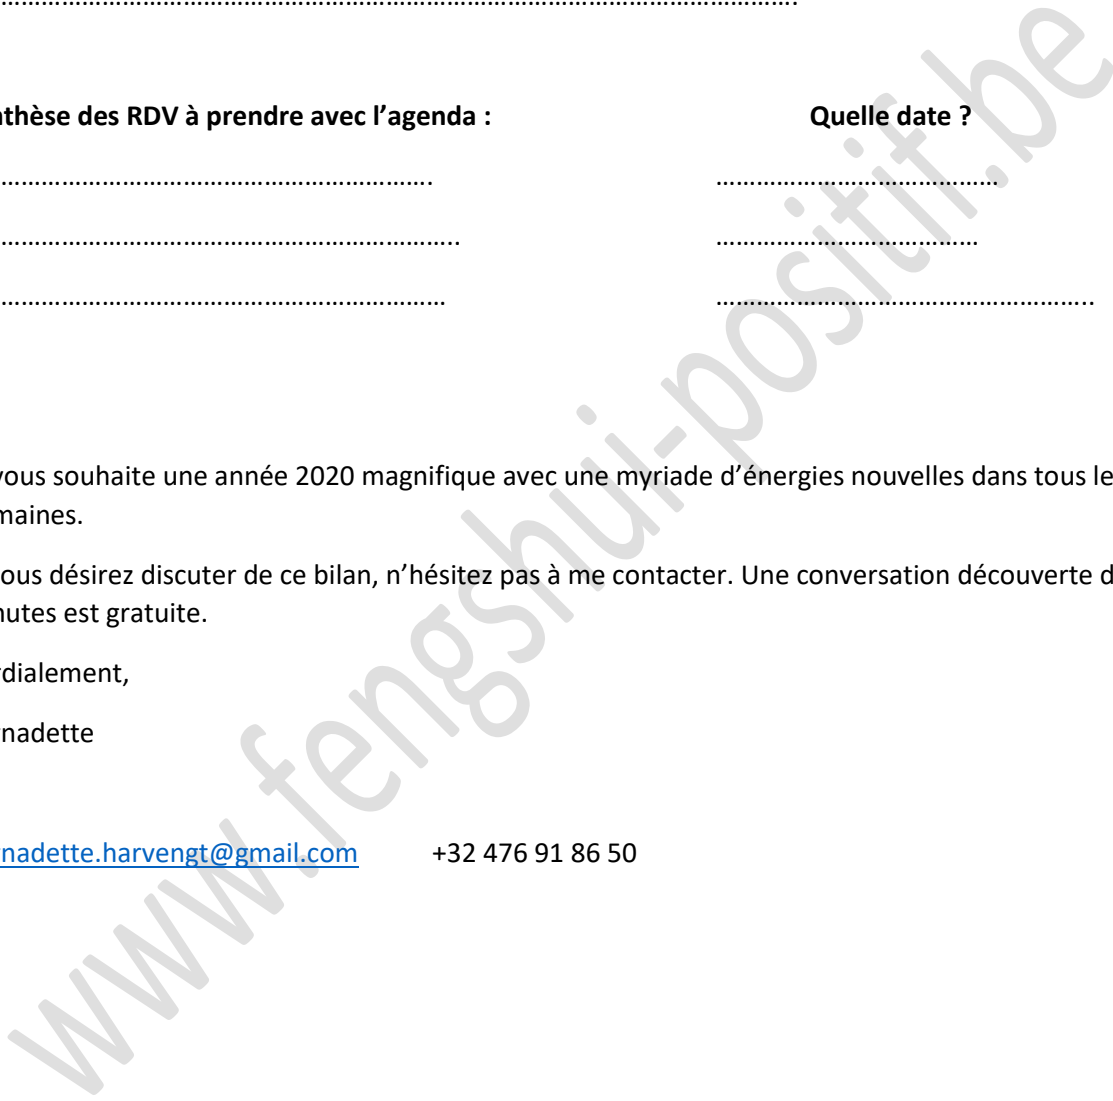 ……………………………………………………………………………………………………….
nthèse des RDV à prendre avec l’agenda : Quelle date ?
………………………………………………………. ……………………………………
………………………………………………………….. …………………………………
………………………………………………………… ………………………………………………..
vous souhaite une année 2020 magnifique avec une myriade d’énergies nouvelles dans tous le
maines.
ous désirez discuter de ce bilan, n’hésitez pas à me contacter. Une conversation découverte d
nutes est gratuite.
rdialement,
rnadette
rnadette.harvengt@gmail.com +32 476 91 86 50
www.fengshui-positif.be